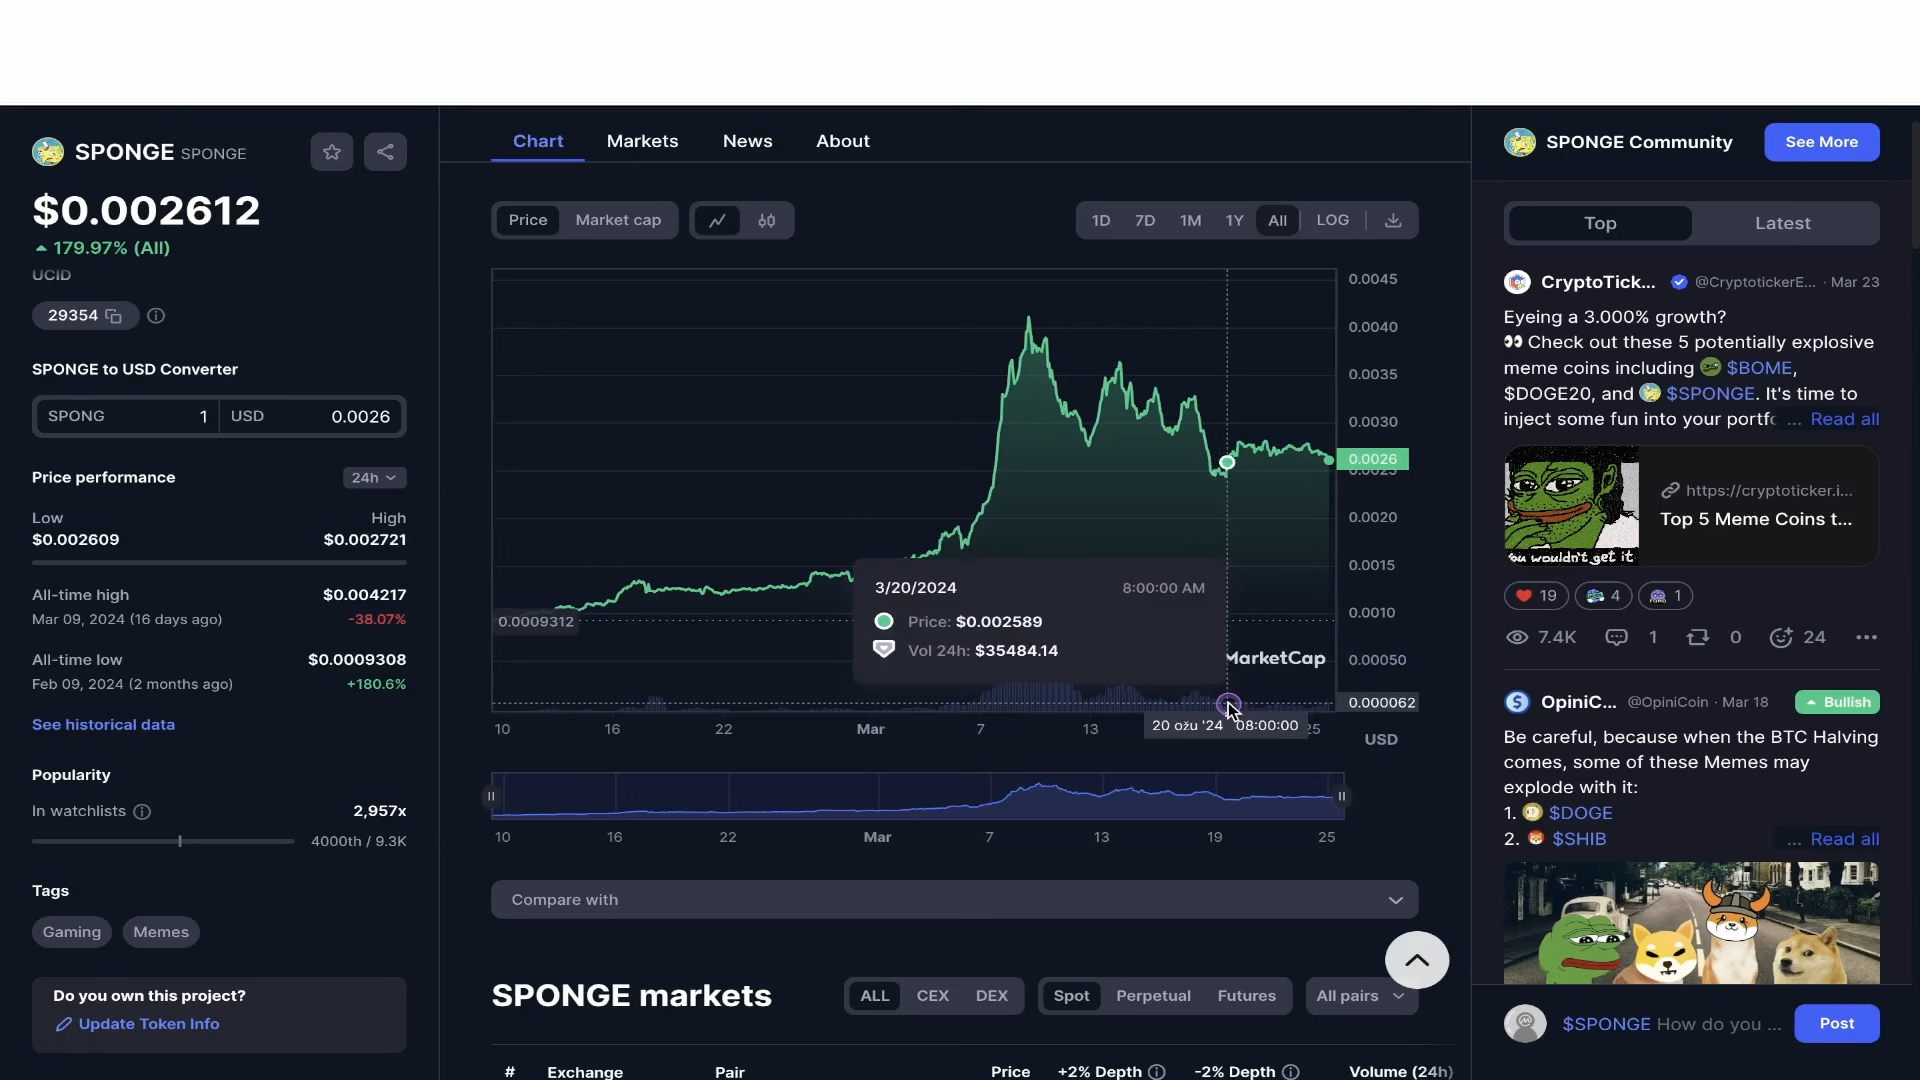 SPONGE SPONGE
$0.002612
179.97% (All)
UCID
29354
SPONGE to USD Converter
SPONG 1 USD 0.0026
Price performance 24h
Low High
$0.002609 $0.002721
All-time high $0.004217
Mar 09, 2024 (16 days ago) -38.07%
All-time low $0.0009308
Feb 09, 2024 (2 months ago) +180.6%
See historical data
Popularity
In watchlists 2,957x
4000th / 9.3K
Tags
Gaming Memes
Do you own this project?
Update Token Info
Chart Markets News About
Price Market cap 1D 7D 1M 1Y All LOG
0.0045
0.0040
0.0035
0.0030
0.0026
0.0025
0.0020
0.0015
0.0010
0.00050
0.000062
USD
0.0009312
3/20/2024 8:00:00 AM
Price: $0.002589
Vol 24h: $35484.14
MarketCap
10 16 22 Mar 7 13 25
20 ožu '24 08:00:00
10 16 22 Mar 7 13 19 25
Compare with
SPONGE markets ALL CEX DEX Spot Perpetual Futures All pairs
# Exchange Pair Price +2% Depth -2% Depth Volume (24h)
SPONGE Community See More
Top Latest
CryptoTick... @CryptotickerE... · Mar 23
Eyeing a 3.000% growth?
👀 Check out these 5 potentially explosive
meme coins including $BOME,
$DOGE20, and $SPONGE. It's time to
inject some fun into your portfo ... Read all
You wouldn't get it
https://cryptoticker.i...
Top 5 Meme Coins t...
19 4 1
7.4K 1 0 24
OpiniC... @OpiniCoin · Mar 18 Bullish
Be careful, because when the BTC Halving
comes, some of these Memes may
explode with it:
1. $DOGE
2. $SHIB ... Read all
$SPONGE How do you ... Post